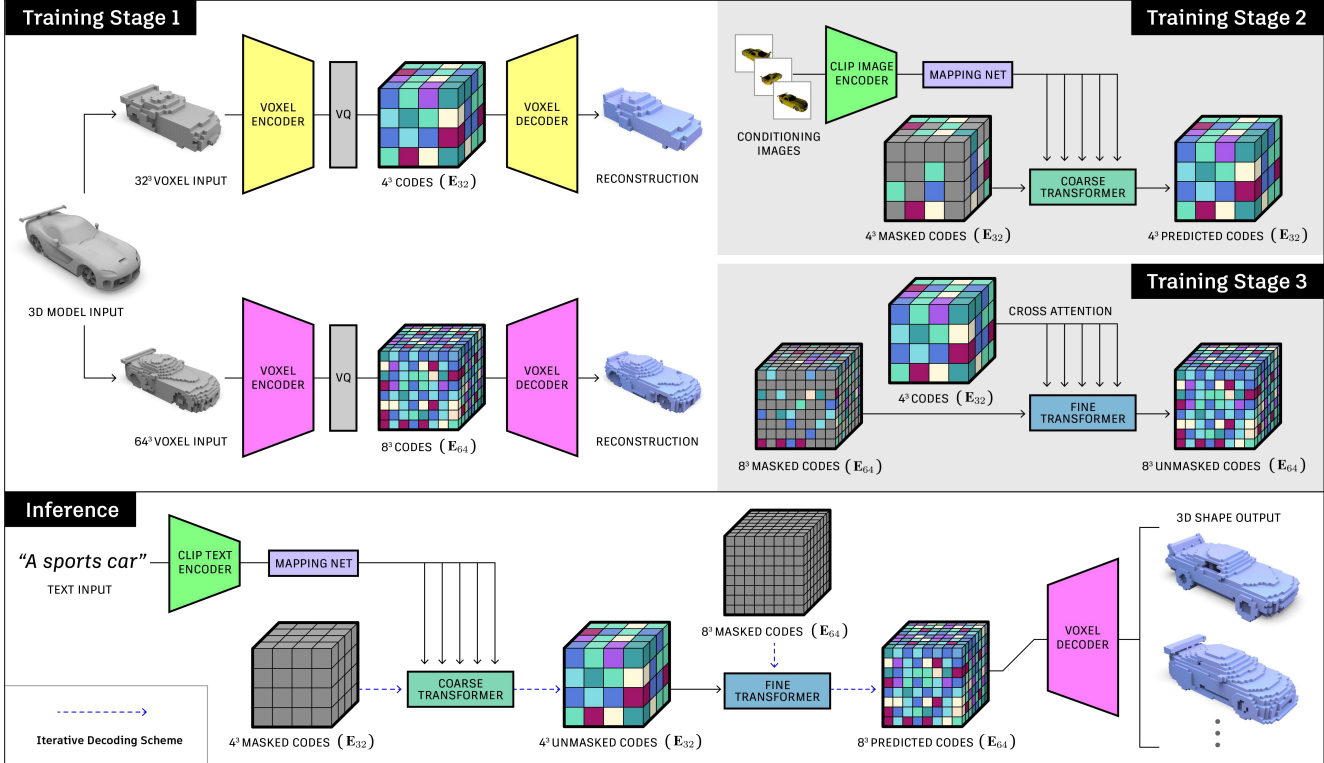 Training Stage 1
32³ VOXEL INPUT
VOXEL
ENCODER
VQ
4³ CODES (E₃₂)
VOXEL
DECODER
RECONSTRUCTION
3D MODEL INPUT
64³ VOXEL INPUT
VOXEL
ENCODER
VQ
8³ CODES (E₆₄)
VOXEL
DECODER
RECONSTRUCTION
Training Stage 2
CONDITIONING
IMAGES
CLIP IMAGE
ENCODER
MAPPING NET
4³ MASKED CODES (E₃₂)
COARSE
TRANSFORMER
4³ PREDICTED CODES (E₃₂)
Training Stage 3
CROSS ATTENTION
4³ CODES (E₃₂)
8³ MASKED CODES (E₆₄)
FINE
TRANSFORMER
8³ UNMASKED CODES (E₆₄)
Inference
“A sports car”
TEXT INPUT
CLIP TEXT
ENCODER
MAPPING NET
4³ MASKED CODES (E₃₂)
COARSE
TRANSFORMER
4³ UNMASKED CODES (E₃₂)
8³ MASKED CODES (E₆₄)
FINE
TRANSFORMER
8³ PREDICTED CODES (E₆₄)
VOXEL
DECODER
3D SHAPE OUTPUT
Iterative Decoding Scheme